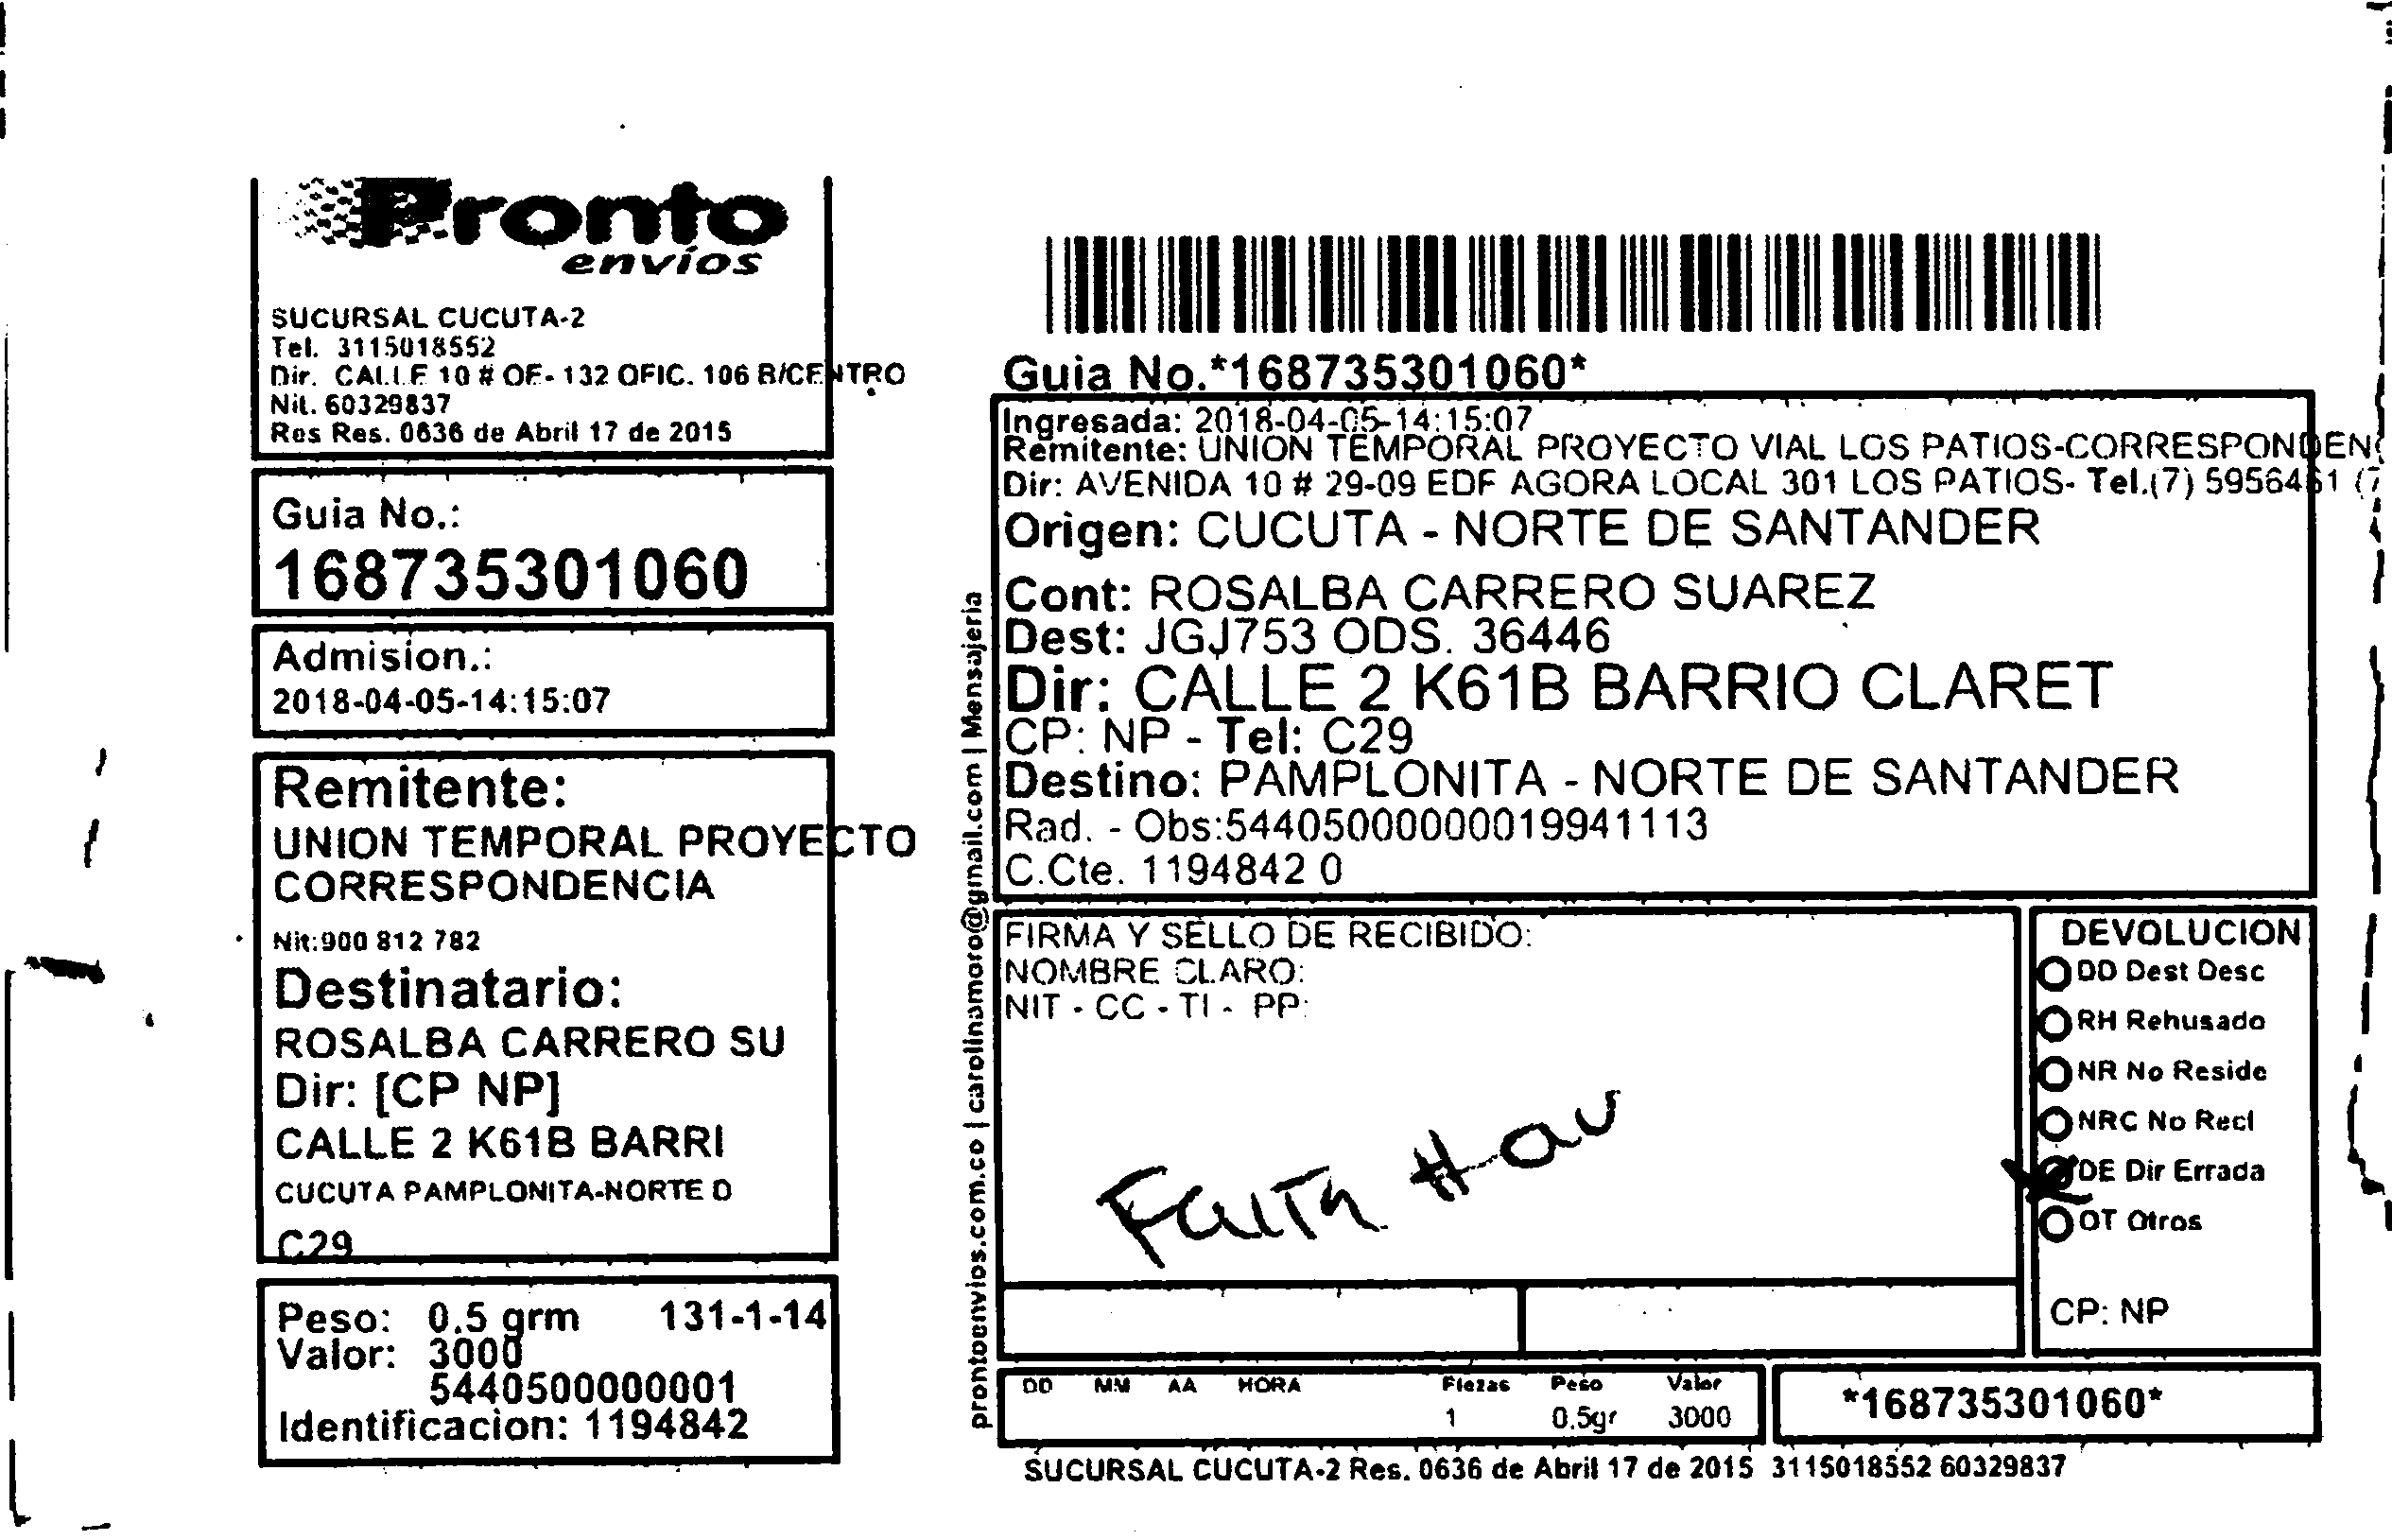 Pronto
envíos
SUCURSAL CUCUTA-2
Tel. 3115018552
Dir. CALLE 10 # OE-132 OFIC. 106 B/CENTRO
Nit. 60329837
Ros Res. 0636 de Abril 17 de 2015
Guia No.:
168735301060
Admision.:
2018-04-05-14:15:07
Remitente:
UNION TEMPORAL PROYECTO
CORRESPONDENCIA
Nit:900 812 782
Destinatario:
ROSALBA CARRERO SU
Dir: [CP NP]
CALLE 2 K61B BARRI
CUCUTA PAMPLONITA-NORTE D
C29
Peso: 0.5 grm 131-1-14
Valor: 3000
5440500000001
Identificacion: 1194842
prontoenvios.com.co | carolinamoro@gmail.com | Mensajeria
Guia No.*168735301060*
Ingresada: 2018-04-05-14:15:07
Remitente: UNION TEMPORAL PROYECTO VIAL LOS PATIOS-CORRESPONDEN
Dir: AVENIDA 10 # 29-09 EDF AGORA LOCAL 301 LOS PATIOS- Tel.(7) 5956461 (7
Origen: CUCUTA - NORTE DE SANTANDER
Cont: ROSALBA CARRERO SUAREZ
Dest: JGJ753 ODS. 36446
Dir: CALLE 2 K61B BARRIO CLARET
CP: NP - Tel: C29
Destino: PAMPLONITA - NORTE DE SANTANDER
Rad. - Obs:544050000000019941113
C.Cte. 1194842 0
FIRMA Y SELLO DE RECIBIDO:
NOMBRE CLARO:
NIT - CC - TI - PP:
Falta #
DEVOLUCION
DD Dest Desc
RH Rehusado
NR No Reside
NRC No Recl
DE Dir Errada
OT Otros
CP: NP
DD MM AA HORA Piezas Peso Valor
1 0.5gr 3000
*168735301060*
SUCURSAL CUCUTA-2 Res. 0636 de Abril 17 de 2015 3115018552 60329837